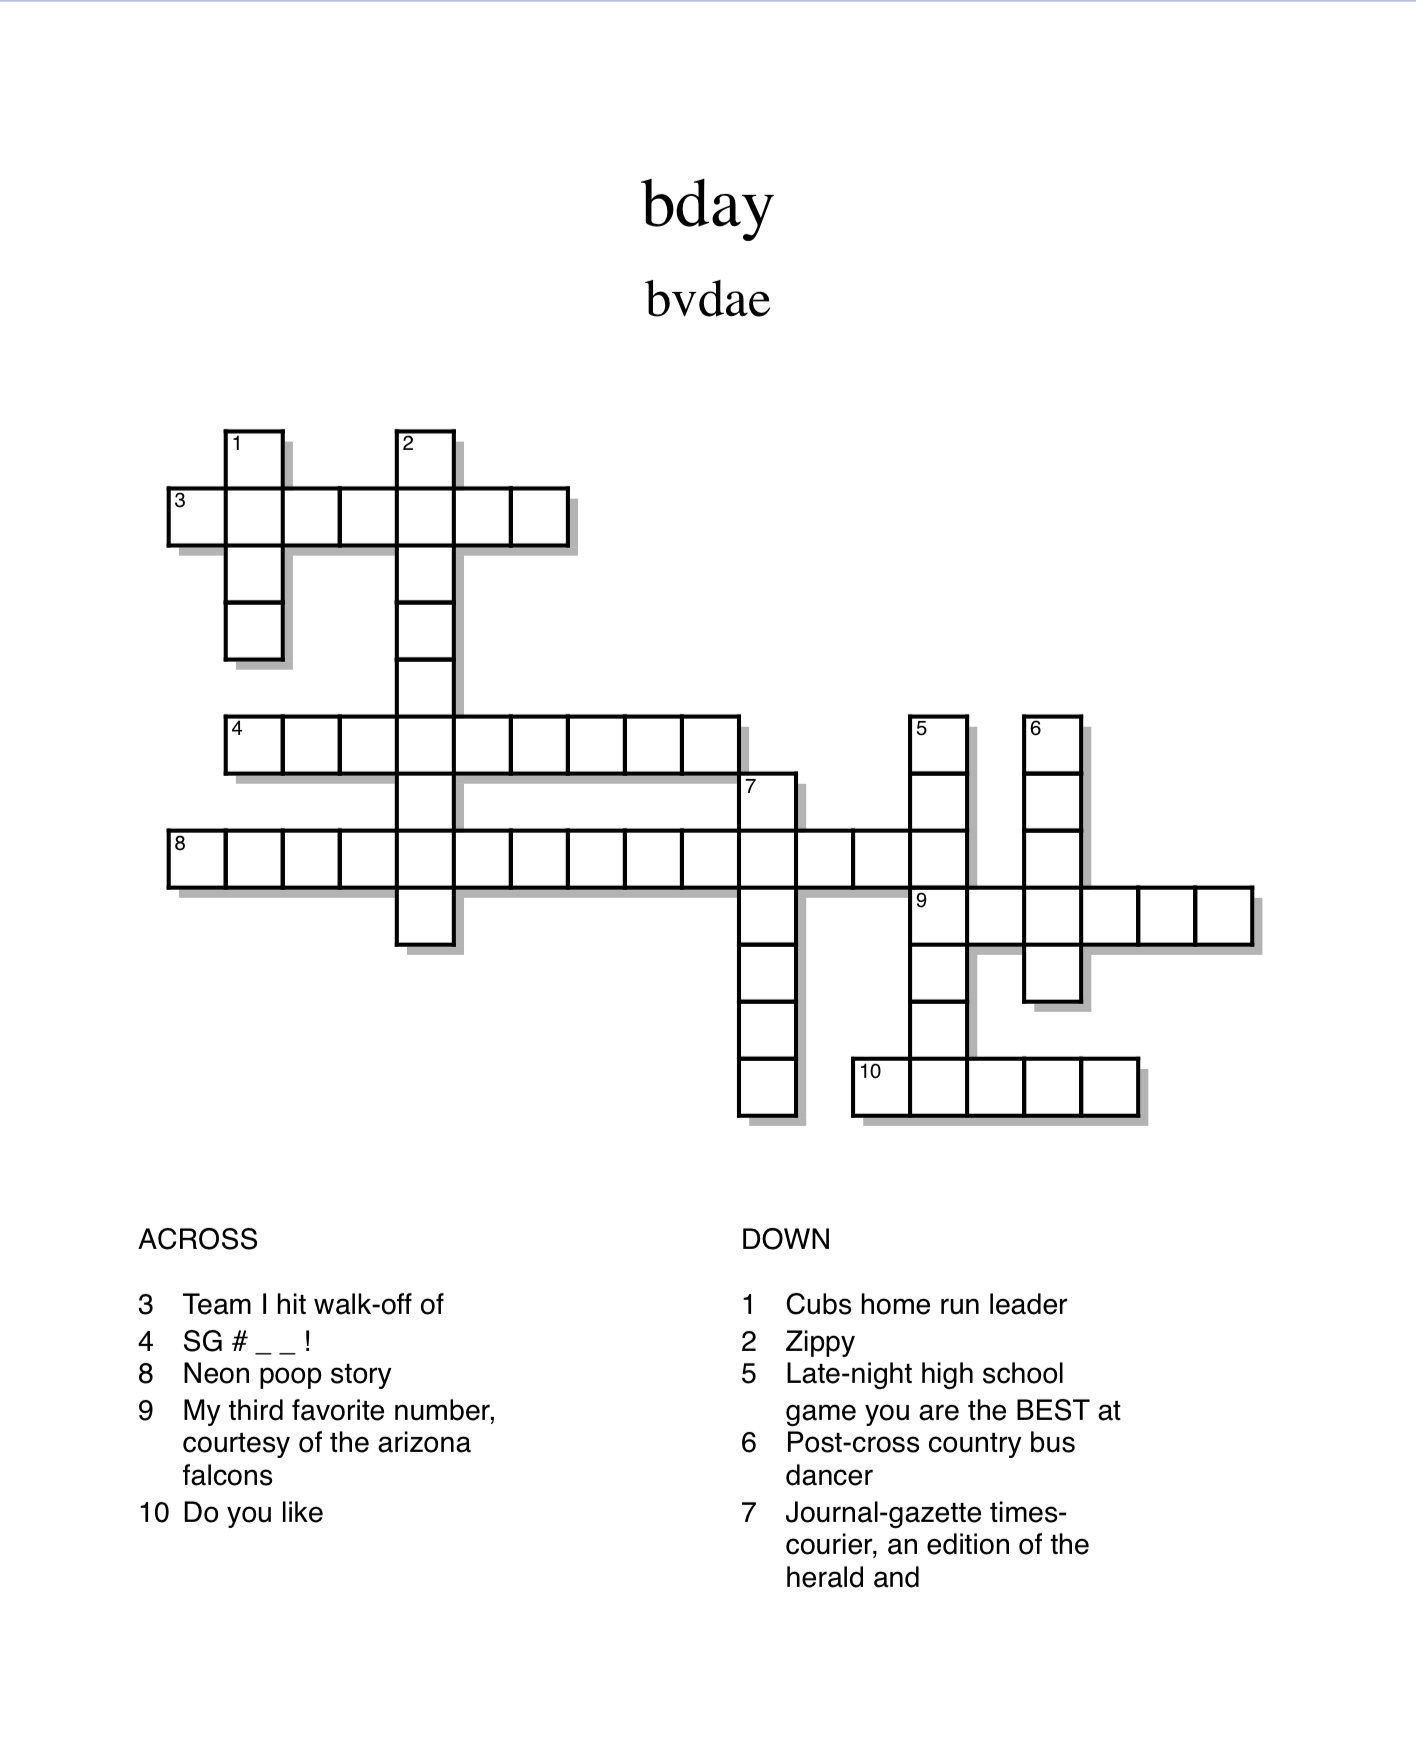 bday
bvdae
1
2
3
4
5
6
7
8
9
10
ACROSS
3 Team I hit walk-off of
4 SG # _ _ !
8 Neon poop story
9 My third favorite number,
courtesy of the arizona
falcons
10 Do you like
DOWN
1 Cubs home run leader
2 Zippy
5 Late-night high school
game you are the BEST at
6 Post-cross country bus
dancer
7 Journal-gazette times-
courier, an edition of the
herald and